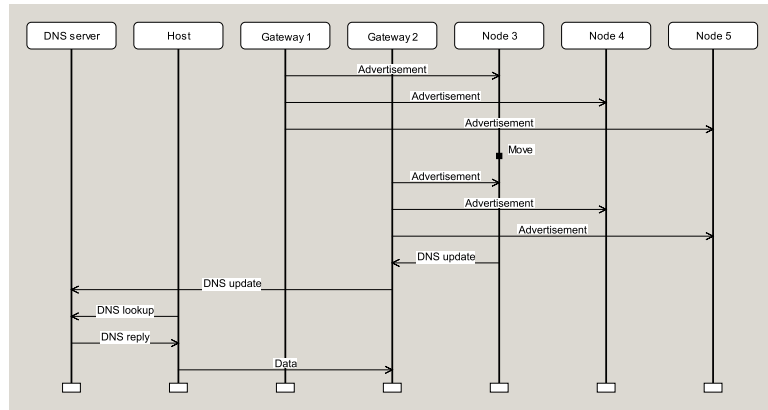 DNS server Host Gateway 1 Gateway 2 Node 3 Node 4 Node 5
Advertisement
Advertisement
Advertisement
Move
Advertisement
Advertisement
Advertisement
DNS update
DNS update
DNS lookup
DNS reply
Data